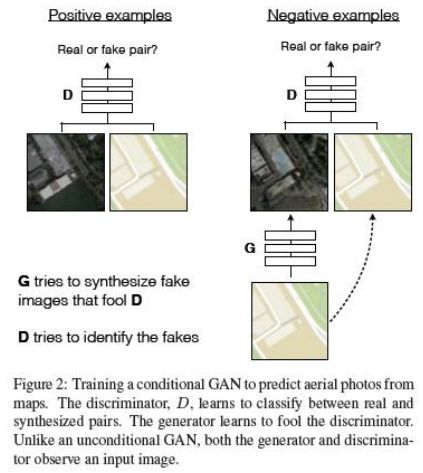 Positive examples
Real or fake pair?
D
Negative examples
Real or fake pair?
D
G
G tries to synthesize fake
images that fool D
D tries to identify the fakes
Figure 2: Training a conditional GAN to predict aerial photos from
maps. The discriminator, D, learns to classify between real and
synthesized pairs. The generator learns to fool the discriminator.
Unlike an unconditional GAN, both the generator and discrimina-
tor observe an input image.